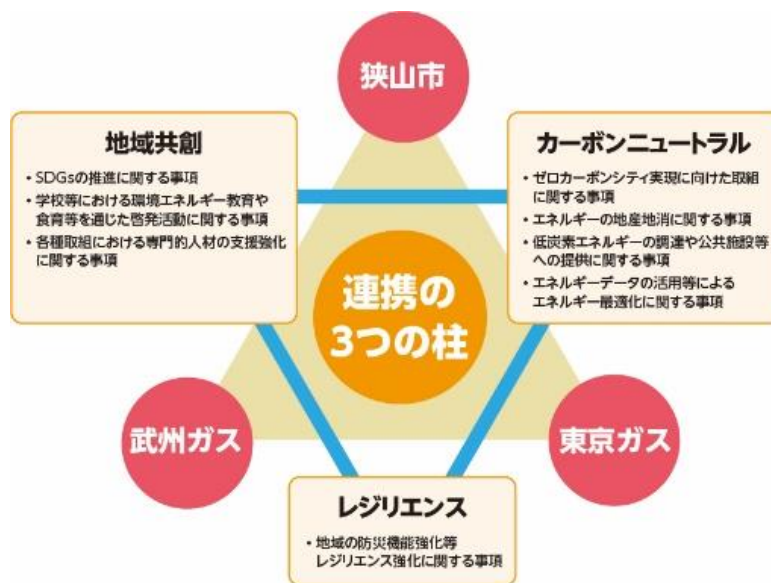 狭山市
地域共創
・SDGsの推進に関する事項
・学校等における環境エネルギー教育や
食育等を通じた啓発活動に関する事項
・各種取組における専門的人材の支援強化
に関する事項
カーボンニュートラル
・ゼロカーボンシティ実現に向けた取組
に関する事項
・エネルギーの地産地消に関する事項
・低炭素エネルギーの調達や公共施設等
への提供に関する事項
・エネルギーデータの活用等による
エネルギー最適化に関する事項
連携の
3つの柱
武州ガス
東京ガス
レジリエンス
・地域の防災機能強化等
レジリエンス強化に関する事項